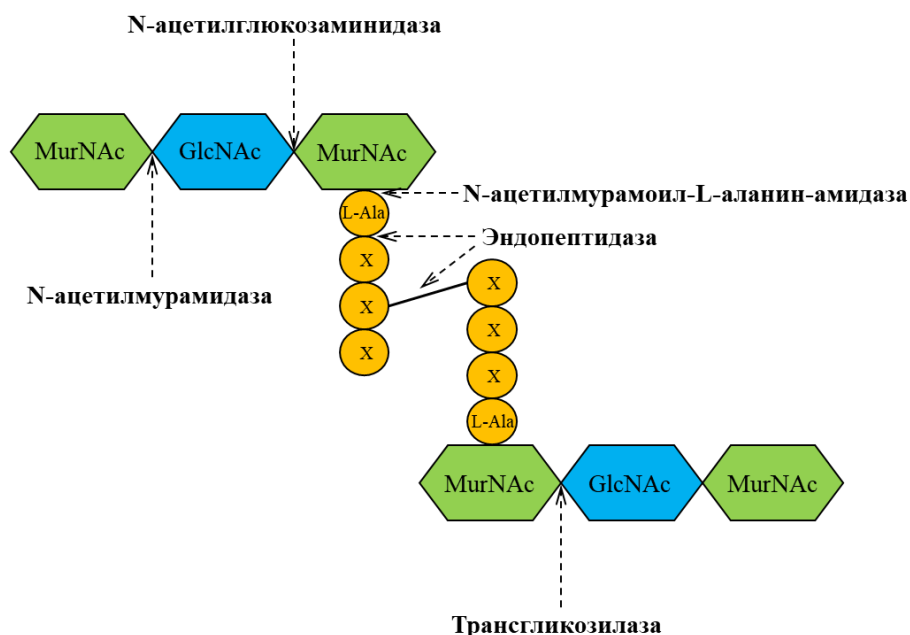 N-ацетилглюкозаминидаза
MurNAc GlcNAc MurNAc
L-Ala
N-ацетилмурамоил-L-аланин-амидаза
Эндопептидаза
X
X
N-ацетилмурамидаза
X
X
X
X
X
L-Ala
MurNAc GlcNAc MurNAc
Трансгликозилаза